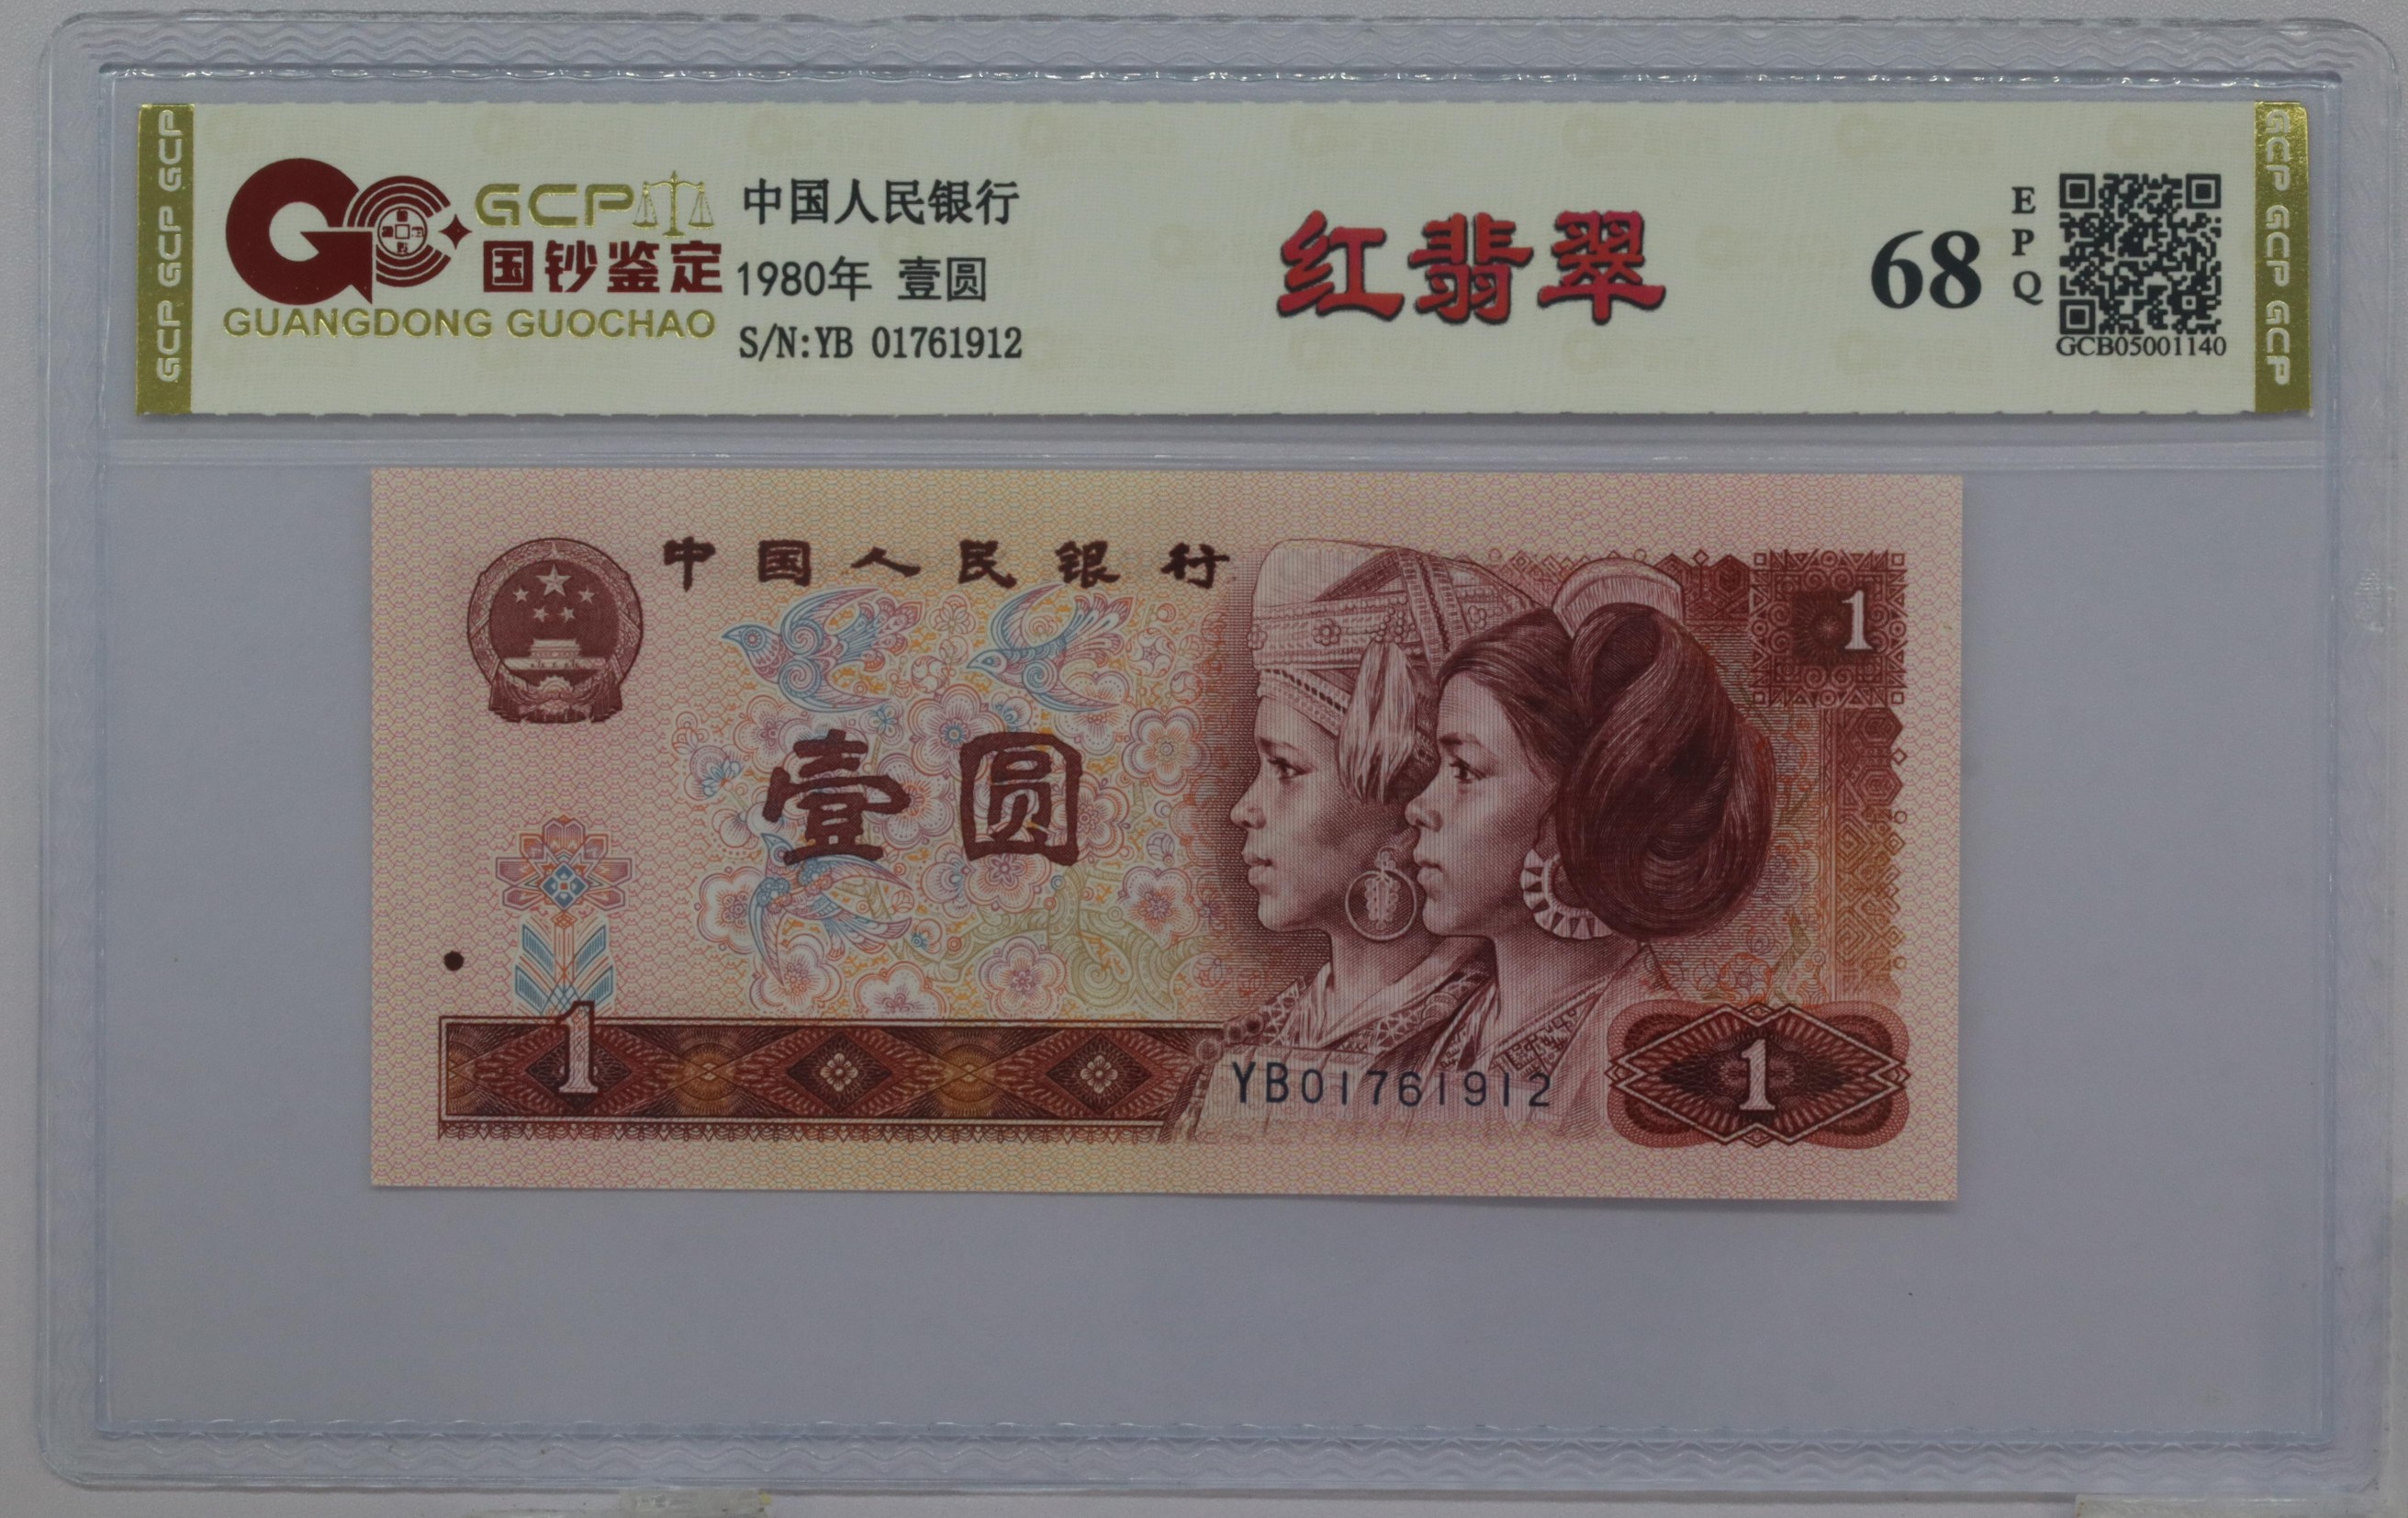 GCP GCP GCP
GCP
国钞鉴定
GUANGDONG GUOCHAO
中国人民银行
1980年 壹圆
S/N:YB 01761912
红翡翠
68
EPQ
GCB05001140
GCP GCP GCP
中国人民银行
1
壹圆
1
YB01761912
1